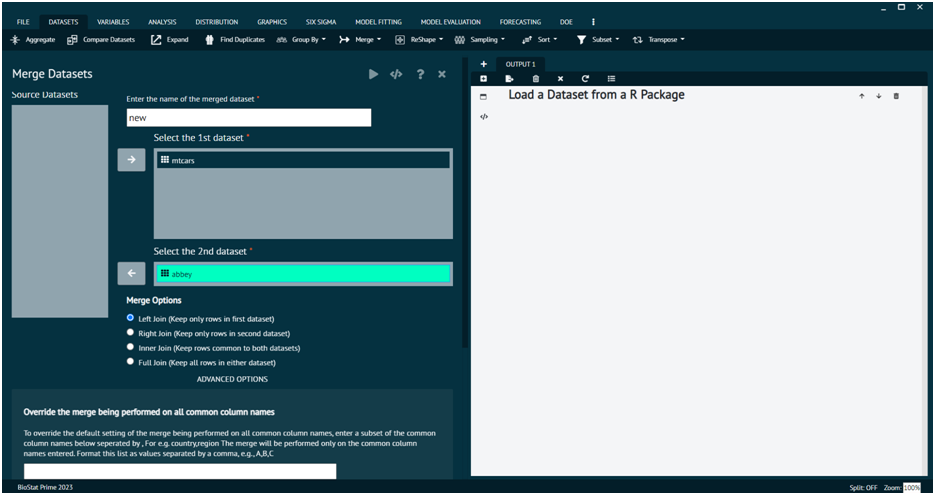 FILE DATASETS VARIABLES ANALYSIS DISTRIBUTION GRAPHICS SIX SIGMA MODEL FITTING MODEL EVALUATION FORECASTING DOE
Aggregate Compare Datasets Expand Find Duplicates Group By Merge ReShape Sampling Sort Subset Transpose
Merge Datasets
</> ?
Source Datasets
Enter the name of the merged dataset *
new
Select the 1st dataset *
mtcars
Select the 2nd dataset *
abbey
Merge Options
Left Join (Keep only rows in first dataset)
Right Join (Keep only rows in second dataset)
Inner Join (Keep rows common to both datasets)
Full Join (Keep all rows in either dataset)
ADVANCED OPTIONS
Override the merge being performed on all common column names
To override the default setting of the merge being performed on all common column names, enter a subset of the common
column names below seperated by , For e.g. country,region The merge will be performed only on the common column
names entered. Format this list as values separated by a comma, e.g., A,B,C
+ OUTPUT 1
Load a Dataset from a R Package
</>
BioStat Prime 2023
Split: OFF Zoom: 100%